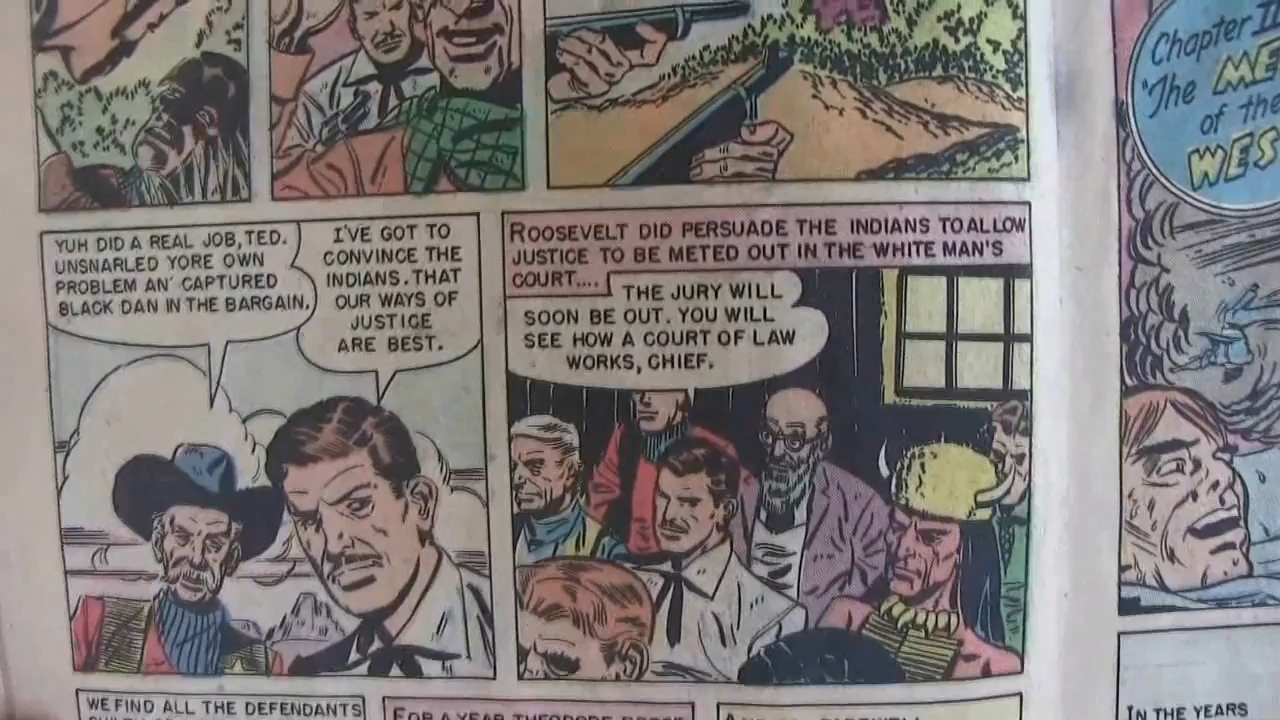 YUH DID A REAL JOB, TED.
UNSNARLED YORE OWN
PROBLEM AN' CAPTURED
BLACK DAN IN THE BARGAIN.
I'VE GOT TO
CONVINCE THE
INDIANS. THAT
OUR WAYS OF
JUSTICE
ARE BEST.
ROOSEVELT DID PERSUADE THE INDIANS TO ALLOW
JUSTICE TO BE METED OUT IN THE WHITE MAN'S
COURT....
THE JURY WILL
SOON BE OUT. YOU WILL
SEE HOW A COURT OF LAW
WORKS, CHIEF.
WE FIND ALL THE DEFENDANTS
FOR A YEAR THEODORE
Chapter
"The
of the
IN THE YEARS